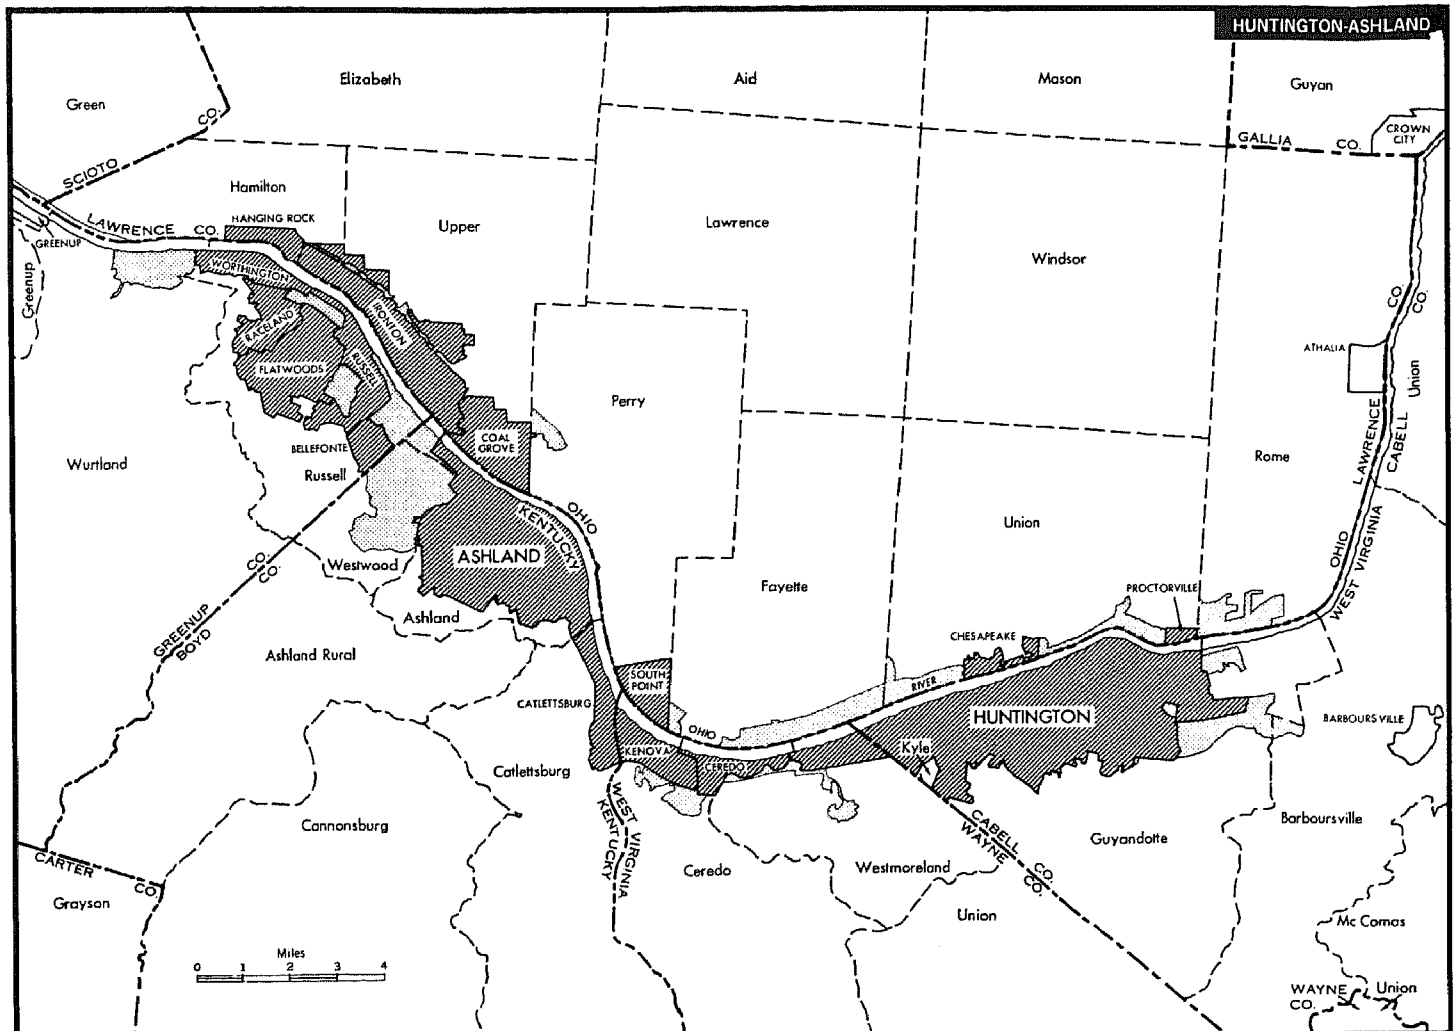 HUNTINGTON-ASHLAND
Green
Elizabeth
Aid
Mason
Guyan
CROWN
CITY
GALLIA CO.
SCIOTO CO.
Hamilton
HANGING ROCK
LAWRENCE CO.
Upper
Lawrence
Windsor
GREENUP
Greenup
WORTHINGTON
IRONTON
RACELAND
RUSSELL
FLATWOODS
CO.
CO.
ATHALIA
Union
Perry
COAL
GROVE
BELLEFONTE
Russell
Wurtland
Rome
LAWRENCE
CABELL
OHIO
KENTUCKY
Union
OHIO
WEST VIRGINIA
ASHLAND
Westwood
CO.
CO.
Fayette
PROCTORVILLE
Ashland
GREENUP
BOYD
Ashland Rural
CHESAPEAKE
SOUTH
POINT
RIVER
CATLETTSBURG
HUNTINGTON
BARBOURSVILLE
OHIO
KENOVA
Kyle
CEREDO
Catlettsburg
WEST VIRGINIA
KENTUCKY
Cannonsburg
CABELL CO.
WAYNE CO.
Guyandotte
Barboursville
CARTER CO.
Ceredo
Westmoreland
Grayson
Union
Mc Comas
Miles
0 1 2 3 4
WAYNE
CO.
Union